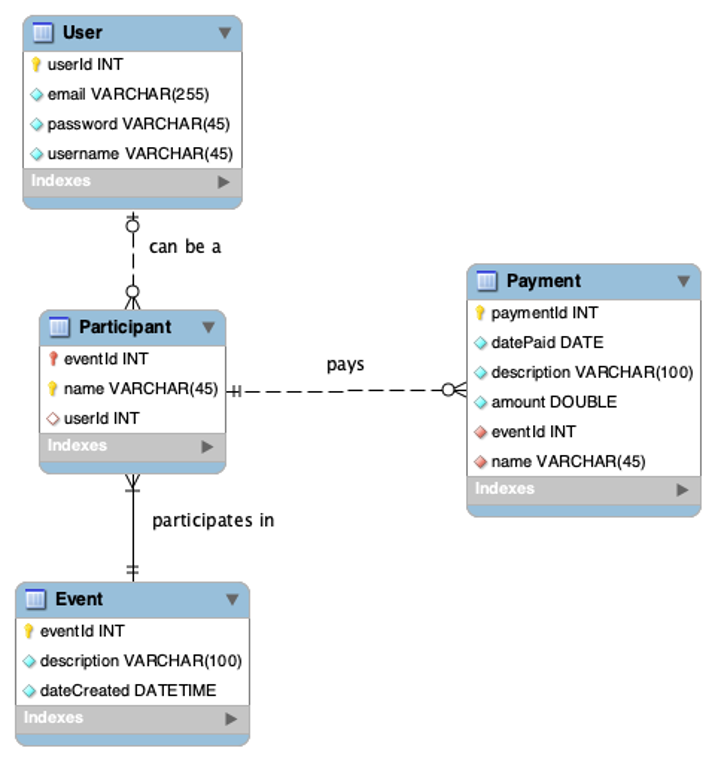 User
userId INT
email VARCHAR(255)
password VARCHAR(45)
username VARCHAR(45)
Indexes
can be a
Participant
eventId INT
name VARCHAR(45)
userId INT
Indexes
pays
Payment
paymentId INT
datePaid DATE
description VARCHAR(100)
amount DOUBLE
eventId INT
name VARCHAR(45)
Indexes
participates in
Event
eventId INT
description VARCHAR(100)
dateCreated DATETIME
Indexes